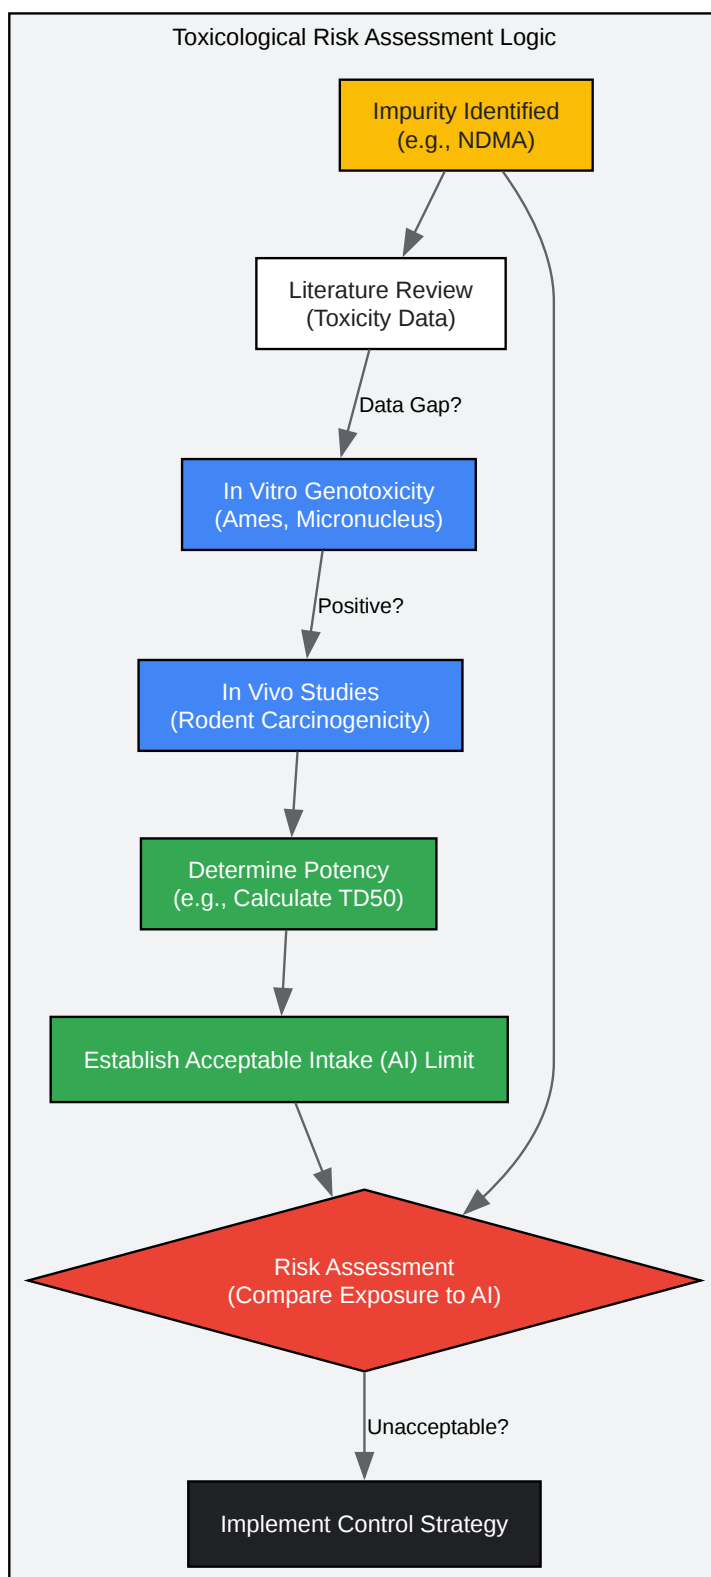 Toxicological Risk Assessment Logic
Impurity Identified
(e.g., NDMA)
Literature Review
(Toxicity Data)
Data Gap?
In Vitro Genotoxicity
(Ames, Micronucleus)
Positive?
In Vivo Studies
(Rodent Carcinogenicity)
Determine Potency
(e.g., Calculate TD50)
Establish Acceptable Intake (AI) Limit
Risk Assessment
(Compare Exposure to AI)
Unacceptable?
Implement Control Strategy